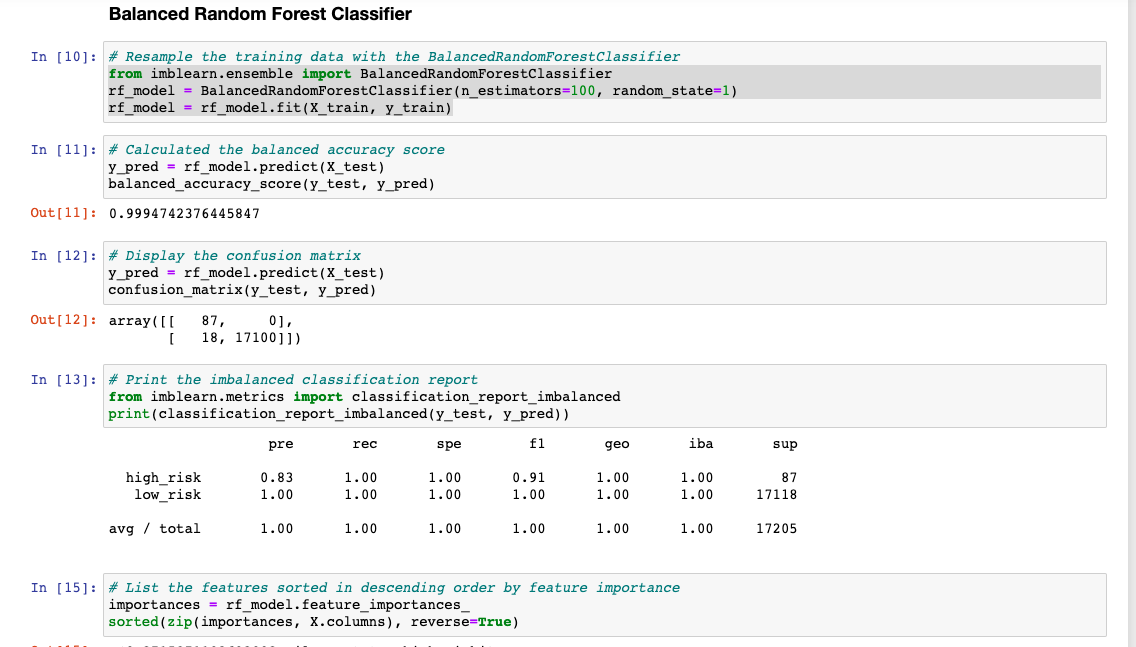 Balanced Random Forest Classifier
In [10]: # Resample the training data with the BalancedRandomForestClassifier
from imblearn.ensemble import BalancedRandomForestClassifier
rf_model = BalancedRandomForestClassifier(n_estimators=100, random_state=1)
rf_model = rf_model.fit(X_train, y_train)
In [11]: # Calculated the balanced accuracy score
y_pred = rf_model.predict(X_test)
balanced_accuracy_score(y_test, y_pred)
Out[11]: 0.9994742376445847
In [12]: # Display the confusion matrix
y_pred = rf_model.predict(X_test)
confusion_matrix(y_test, y_pred)
Out[12]: array([[   87,     0],
       [   18, 17100]])
In [13]: # Print the imbalanced classification report
from imblearn.metrics import classification_report_imbalanced
print(classification_report_imbalanced(y_test, y_pred))
pre rec spe f1 geo iba sup
high_risk 0.83 1.00 1.00 0.91 1.00 1.00 87
low_risk 1.00 1.00 1.00 1.00 1.00 1.00 17118
avg / total 1.00 1.00 1.00 1.00 1.00 1.00 17205
In [15]: # List the features sorted in descending order by feature importance
importances = rf_model.feature_importances_
sorted(zip(importances, X.columns), reverse=True)